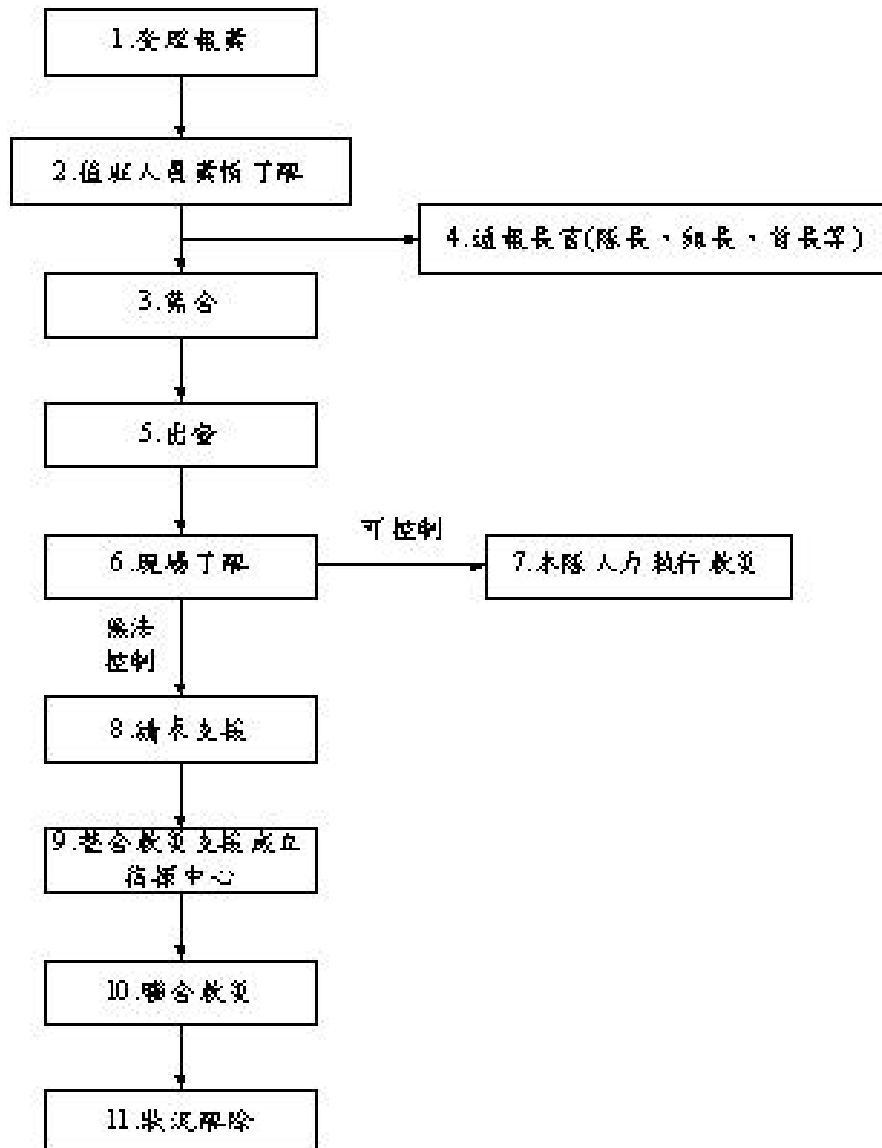 1.受理報案
2.值班人員案情了解
4.通報長官(隊長、組長、首長等)
3.集合
5.出發
可控制
6.現場了解
7.本隊人力執行救災
無法
控制
8.請求支援
9.整合救災支援成立
指揮中心
10.聯合救災
11.狀況解除